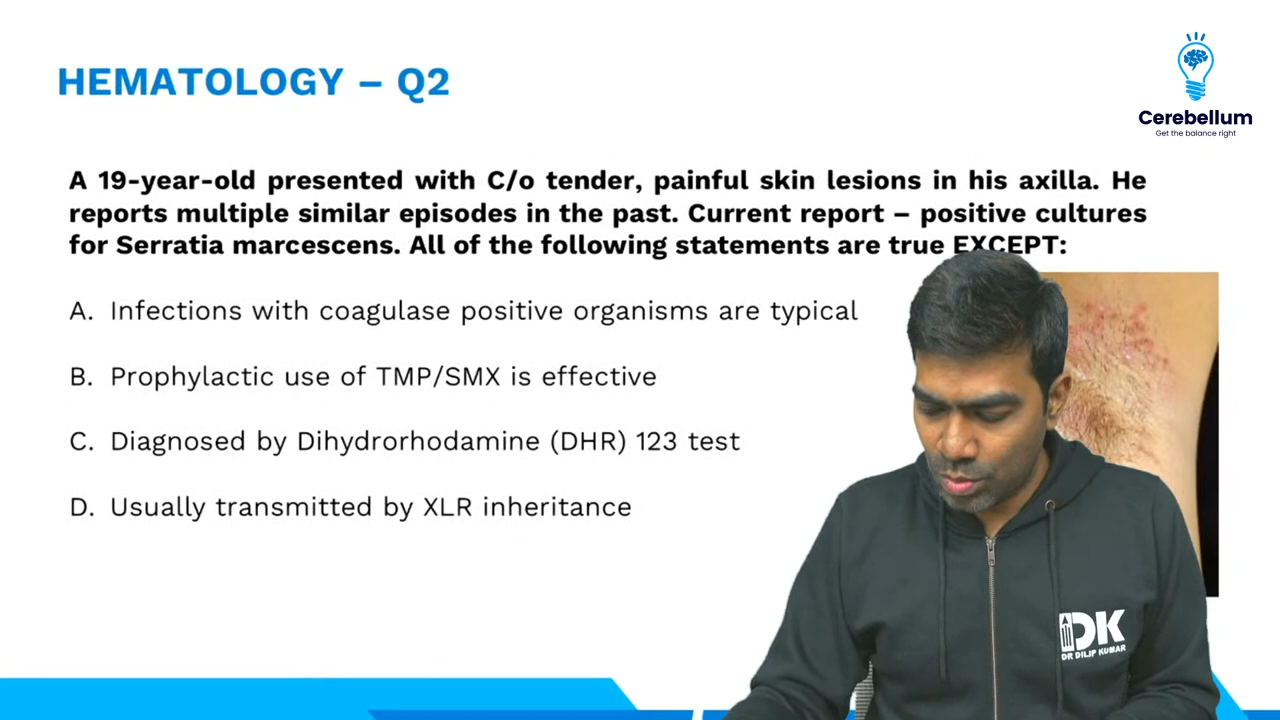 HEMATOLOGY – Q2
Cerebellum
Get the balance right
A 19-year-old presented with C/o tender, painful skin lesions in his axilla. He
reports multiple similar episodes in the past. Current report – positive cultures
for Serratia marcescens. All of the following statements are true EXCEPT:
A. Infections with coagulase positive organisms are typical
B. Prophylactic use of TMP/SMX is effective
C. Diagnosed by Dihydrorhodamine (DHR) 123 test
D. Usually transmitted by XLR inheritance
DK
DR DILIP KUMAR